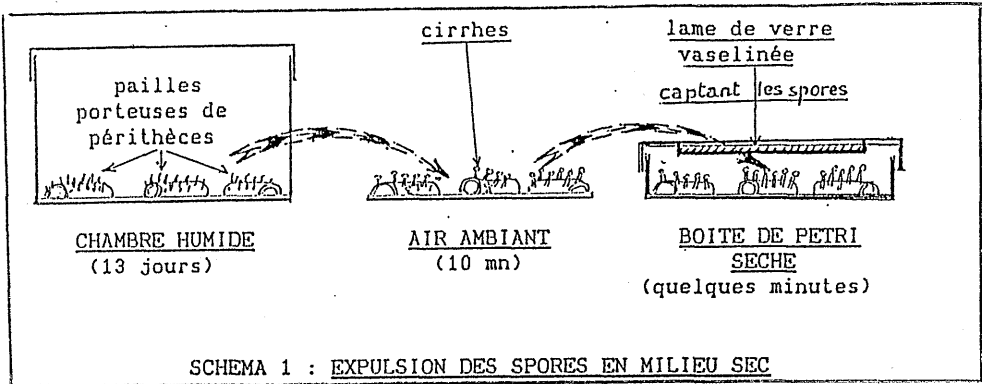 cirrhes
lame de verre
vaselinée
captant les spores
pailles
porteuses de
périthèces
CHAMBRE HUMIDE
(13 jours)
AIR AMBIANT
(10 mn)
BOITE DE PETRI
SECHE
(quelques minutes)
SCHEMA 1 : EXPULSION DES SPORES EN MILIEU SEC